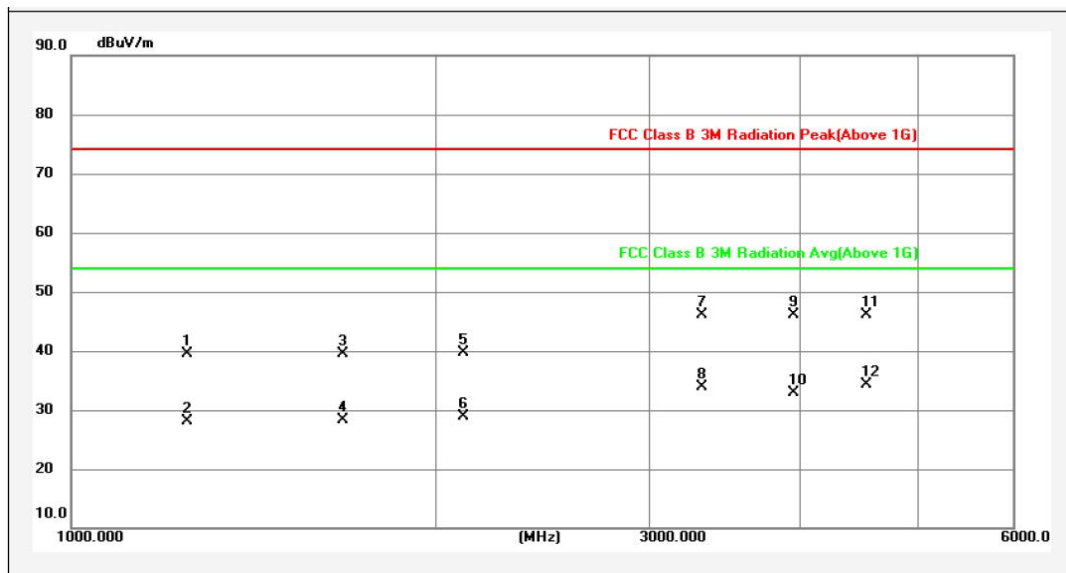 90.0 dBuV/m
80
FCC Class B 3M Radiation Peak(Above 1G)
70
60
FCC Class B 3M Radiation Avg(Above 1G)
50
7 9 11
1 3 5
40
8 10 12
2 4 6
30
20
10.0
1000.000 (MHz) 3000.000 6000.0